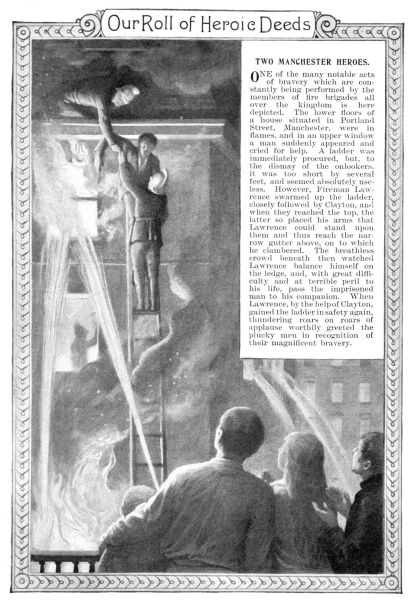 Our Roll of Heroic Deeds
TWO MANCHESTER HEROES.
ONE of the many notable acts
of bravery which are con-
stantly being performed by the
members of fire brigades all
over the kingdom is here
depicted. The lower floors of
a house situated in Portland
Street, Manchester, were in
flames, and in an upper window
a man suddenly appeared and
cried for help. A ladder was
immediately procured, but, to
the dismay of the onlookers,
it was too short by several
feet, and seemed absolutely use-
less. However, Fireman Law-
rence swarmed up the ladder,
closely followed by Clayton, and
when they reached the top, the
latter so placed his arms that
Lawrence could stand upon
them and thus reach the nar-
row gutter above, on to which
he clambered. The breathless
crowd beneath then watched
Lawrence balance himself on
the ledge, and, with great diffi-
culty and at terrible peril to
his life, pass the imprisoned
man to his companion. When
Lawrence, by the help of Clayton,
gained the ladder in safety again,
thundering roars on roars of
applause worthily greeted the
plucky men in recognition of
their magnificent bravery.